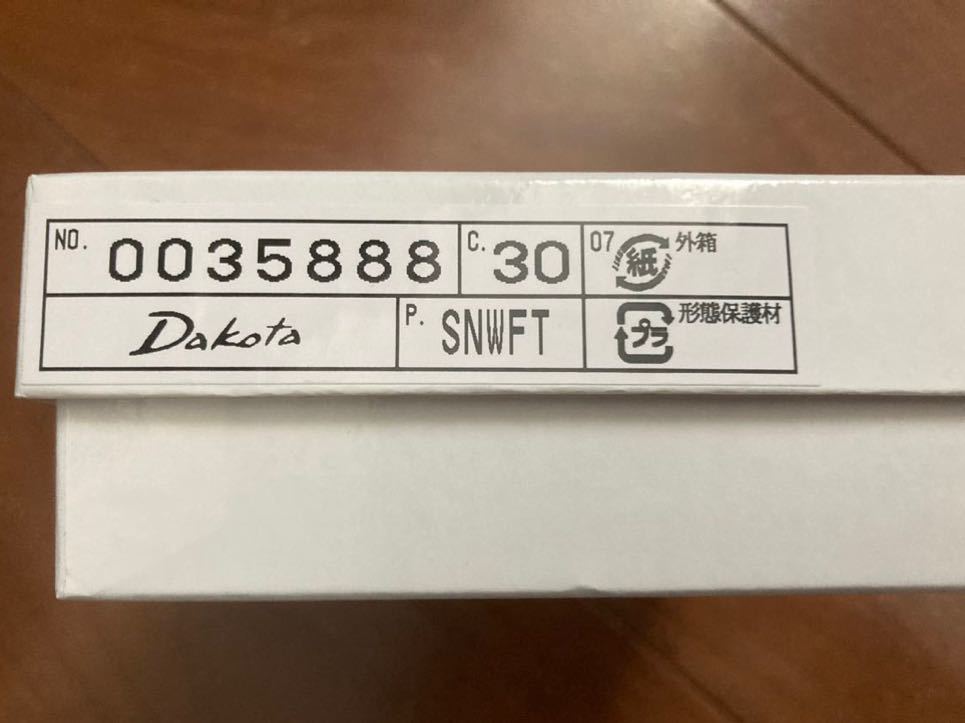 NO. 0035888 C. 30 07 紙 外箱
Dakota P. SNWFT プラ 形態保護材